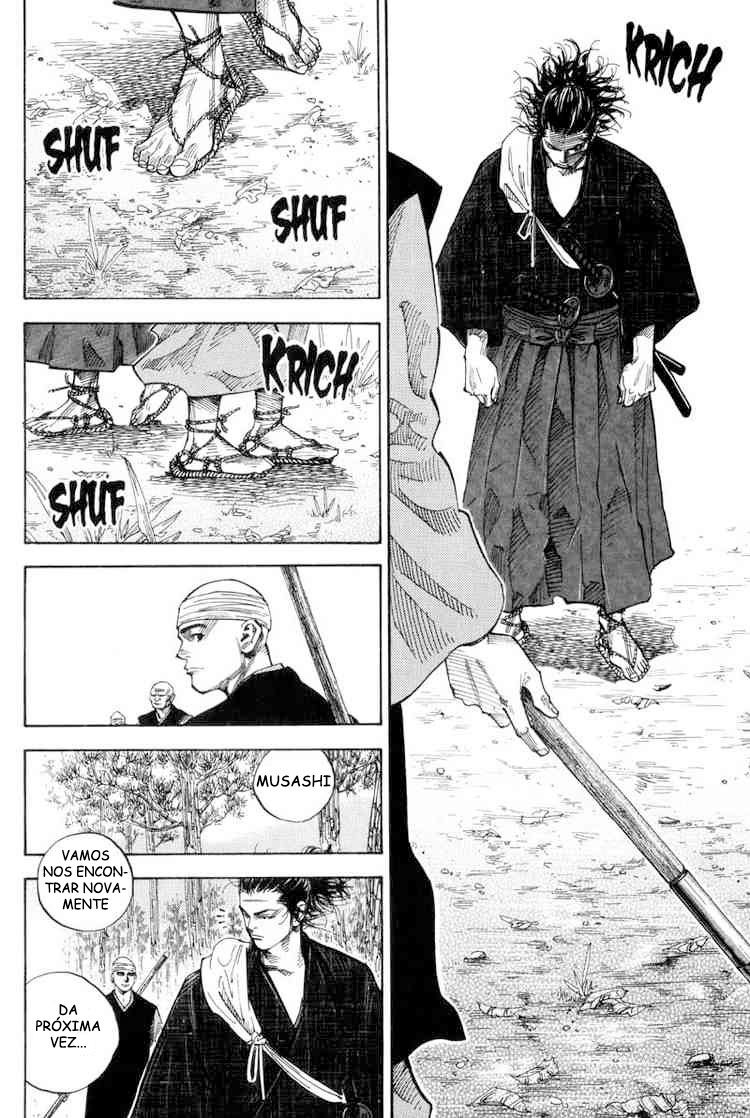 KRICH
SHUF
SHUF
KRICH
SHUF
MUSASHI
VAMOS
NOS ENCON-
TRAR NOVA-
MENTE
DA
PRÓXIMA
VEZ...